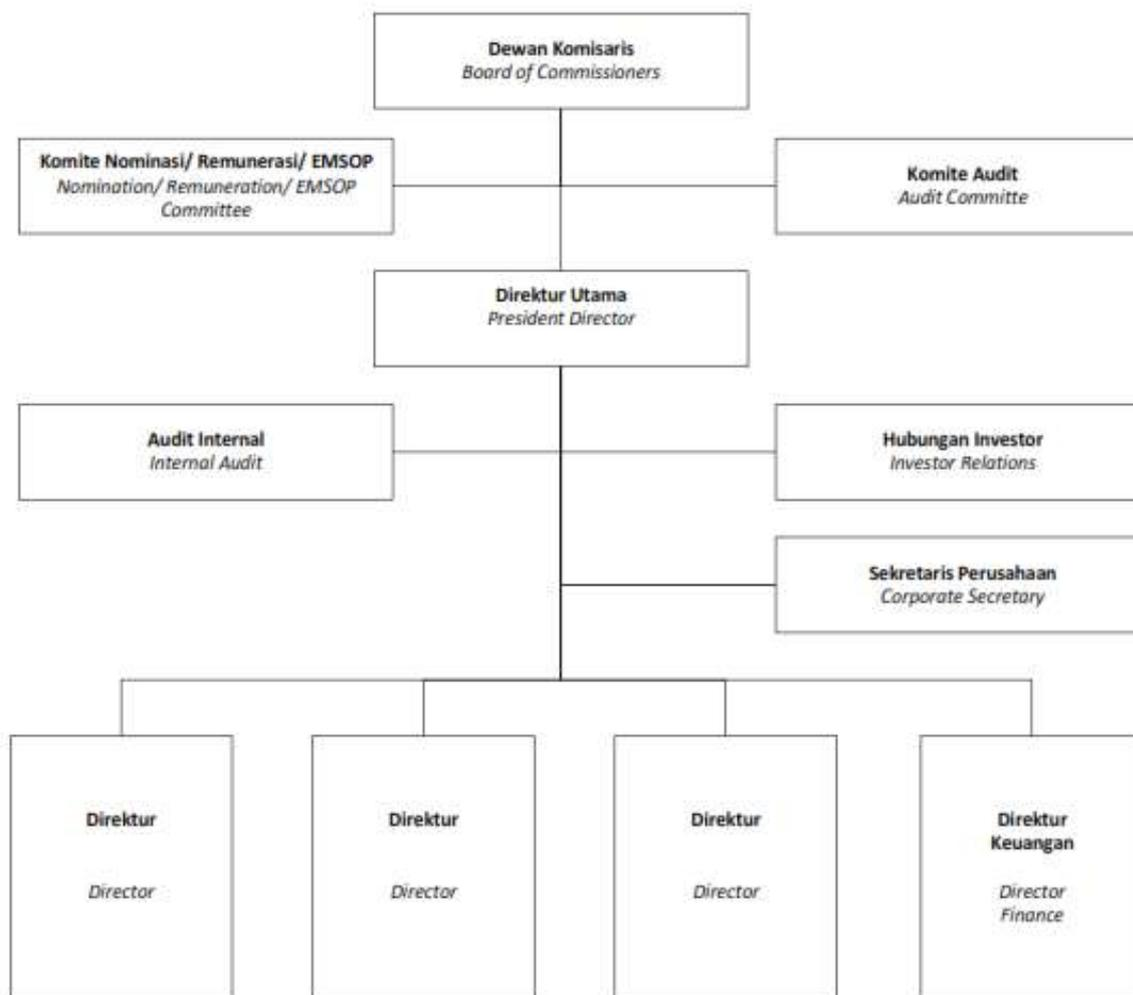 Dewan Komisaris
Board of Commissioners
Komite Nominasi/ Remunerasi/ EMSOP
Nomination/ Remuneration/ EMSOP
Committee
Komite Audit
Audit Committe
Direktur Utama
President Director
Audit Internal
Internal Audit
Hubungan Investor
Investor Relations
Sekretaris Perusahaan
Corporate Secretary
Direktur
Director
Direktur
Director
Direktur
Director
Direktur
Keuangan
Director
Finance